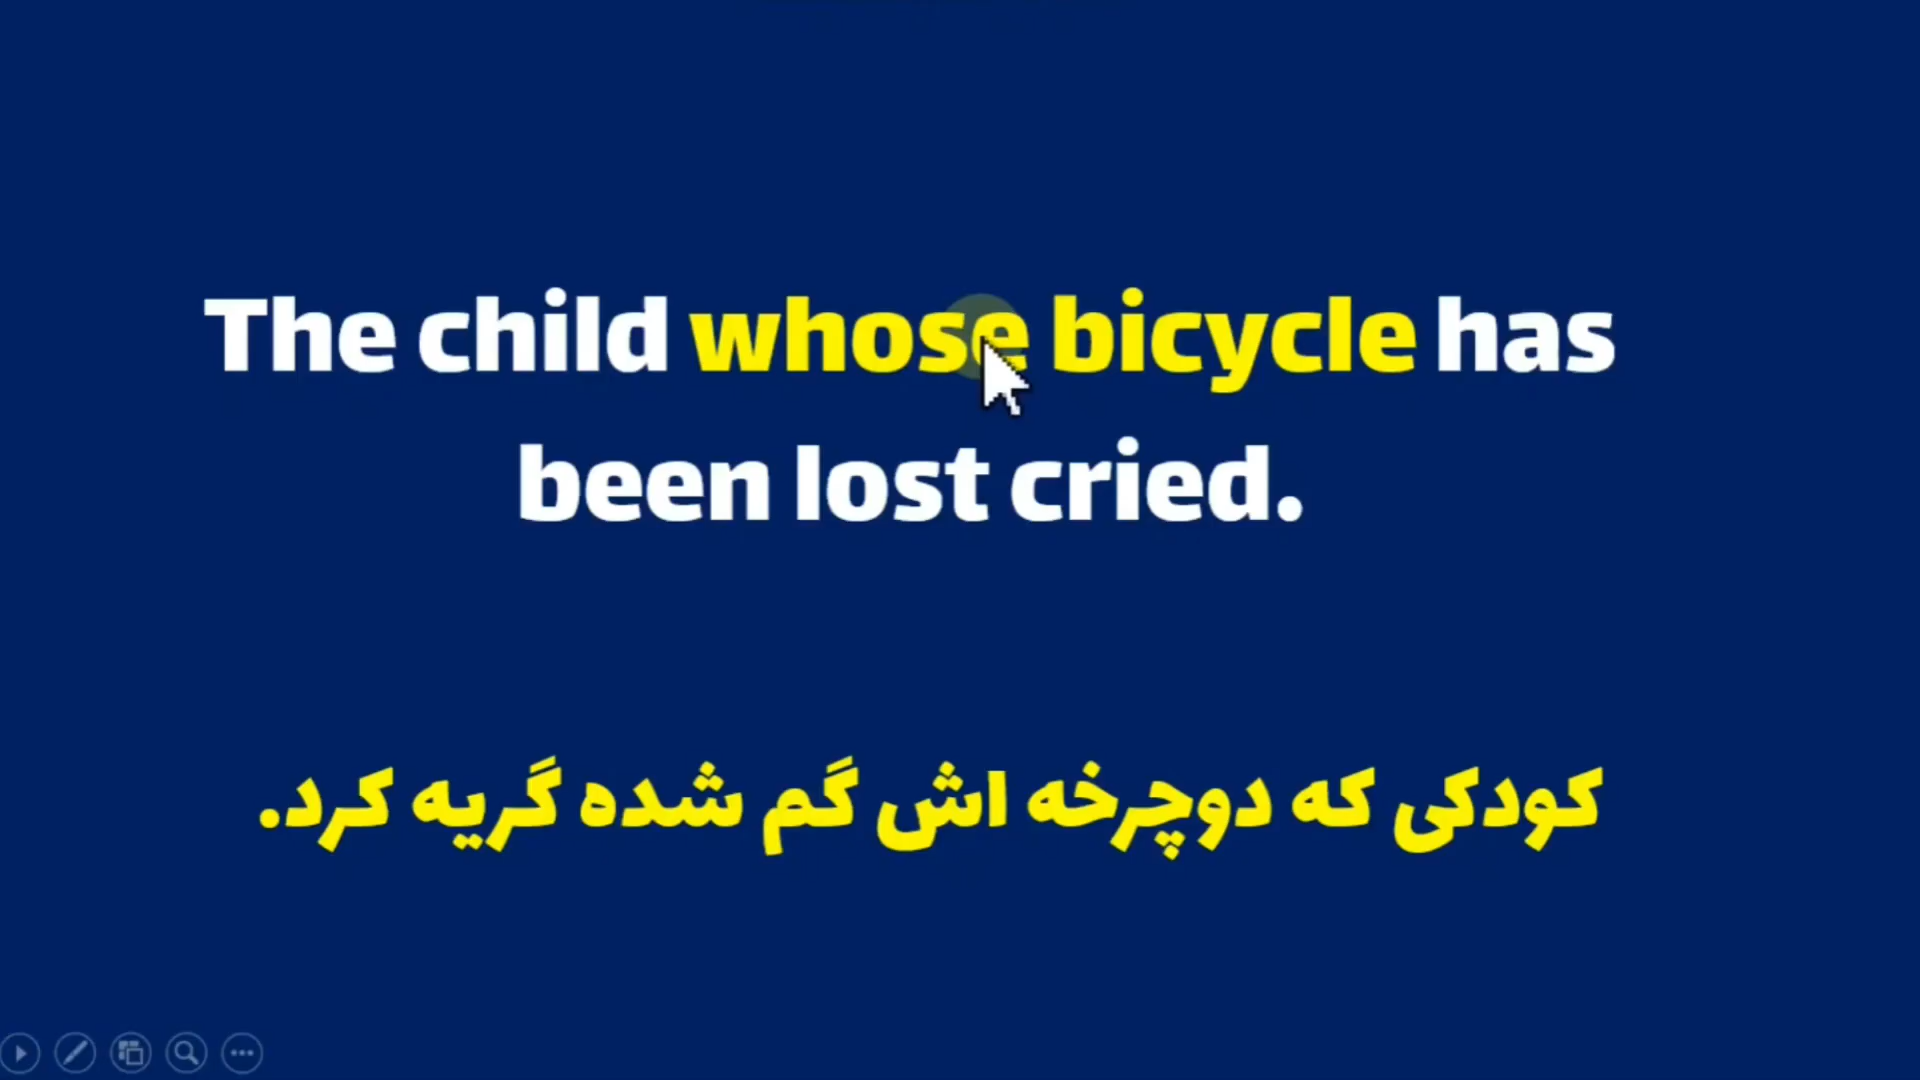 The child whose bicycle has
been lost cried.
کودکی که دوچرخه اش گم شده گریه کرد.